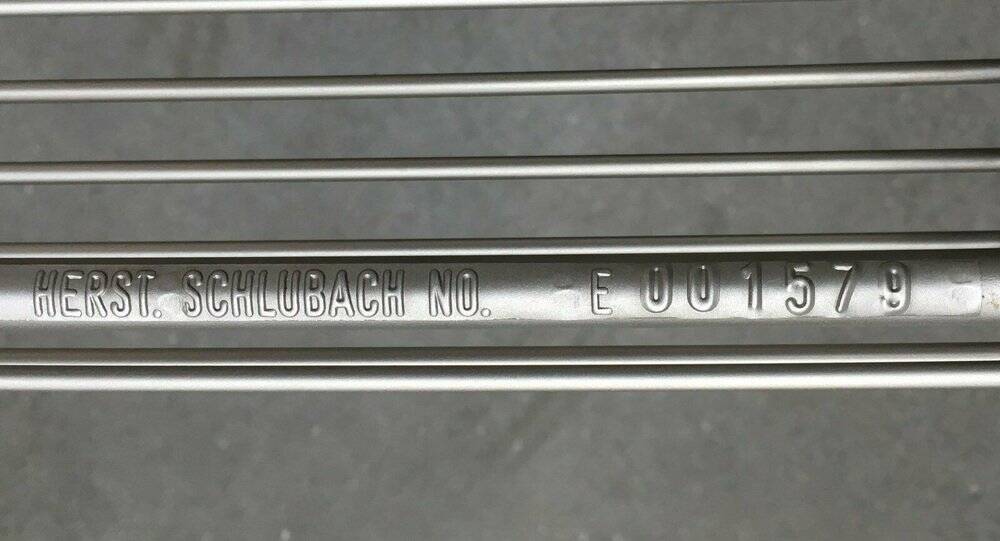 HERST. SCHLUBACH NO. E 001579